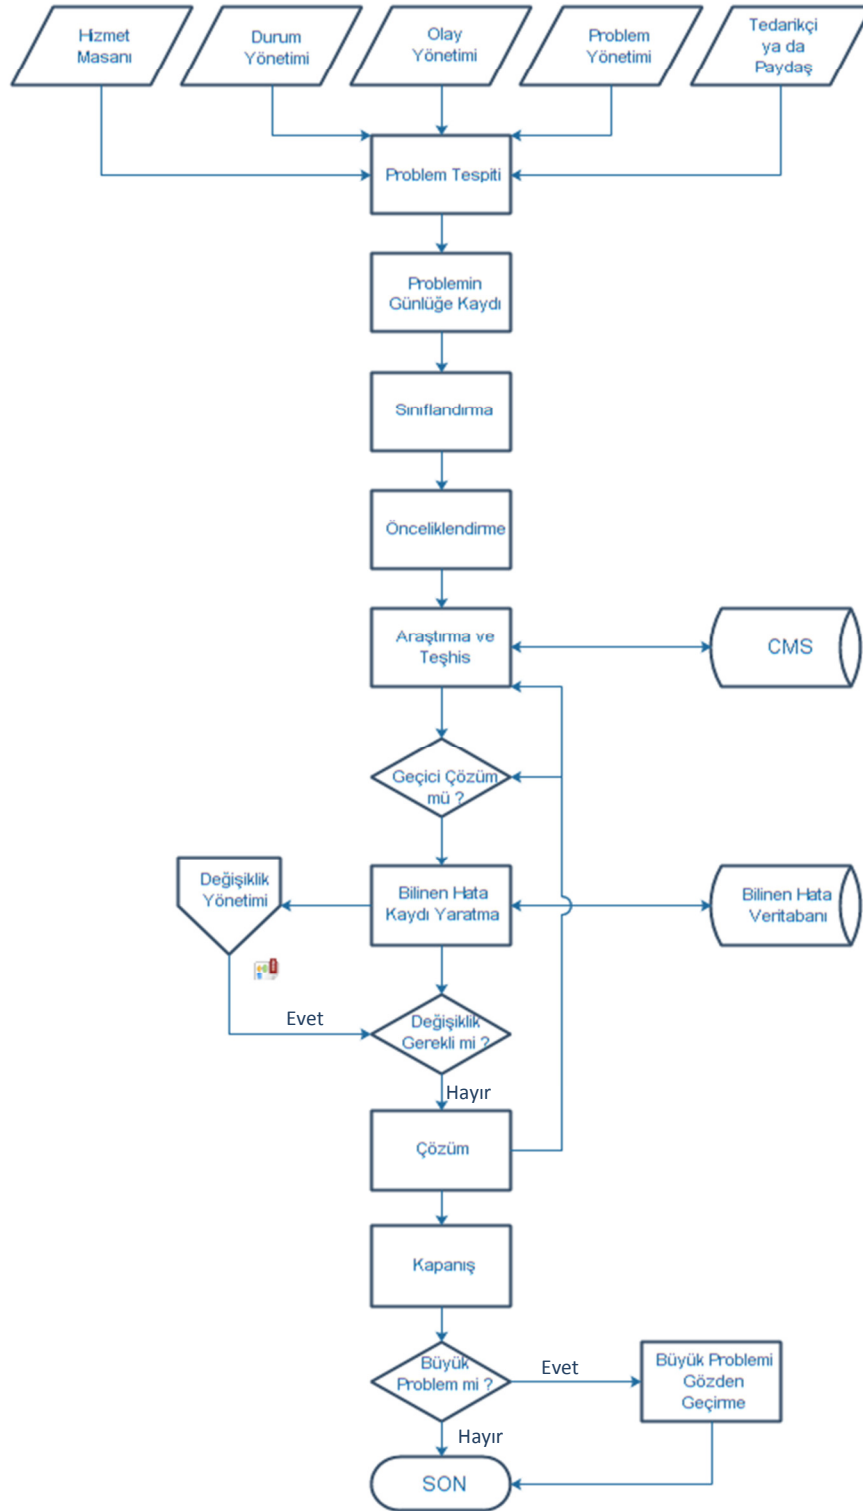 Hizmet
Masanı
Durum
Yönetimi
Olay
Yönetimi
Problem
Yönetimi
Tedarikçi
ya da
Paydaş
Problem Tespiti
Problemin
Günlüğe Kaydı
Sınıflandırma
Önceliklendirme
Araştırma ve
Teşhis
CMS
Geçici Çözüm
mü ?
Değişiklik
Yönetimi
Bilinen Hata
Kaydı Yaratma
Bilinen Hata
Veritabanı
Evet
Değişiklik
Gerekli mi ?
Hayır
Çözüm
Kapanış
Büyük
Problem mi ?
Evet
Büyük Problemi
Gözden
Geçirme
Hayır
SON